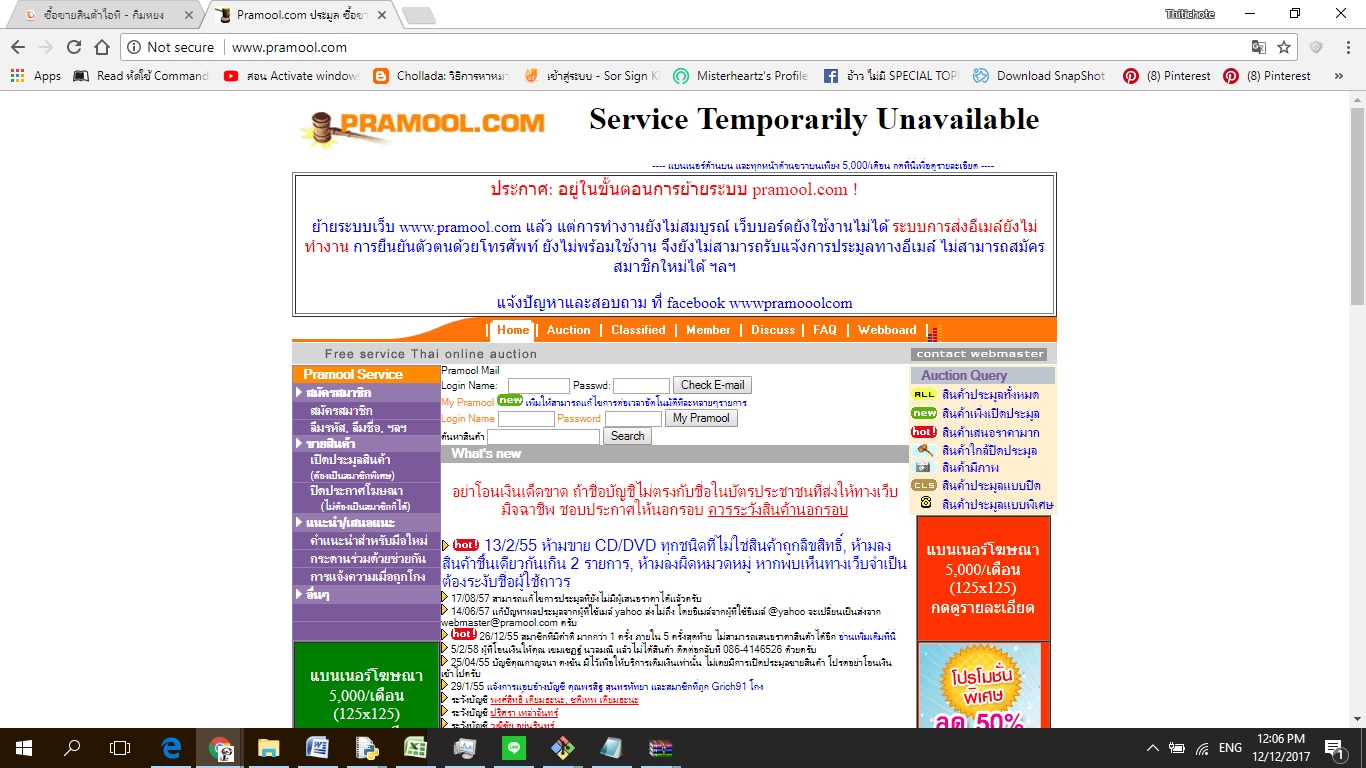 ซื้อขายสินค้าไอที - กิมหยง
Pramool.com ประมูล ซื้อขา
Thitichote
Not secure
www.pramool.com
Apps
Read หัดใช้ Command
สอน Activate window
Chollada: วิธีการหาหมา
เข้าสู่ระบบ - Sor Sign K
Misterheartz's Profile
อ้าว ไม่มี SPECIAL TOP
Download SnapShot
(8) Pinterest
(8) Pinterest
»
PRAMOOL.COM
Service Temporarily Unavailable
---- แบนเนอร์ด้านบน และทุกหน้าด้านขวาบนเพียง 5,000/เดือน กดที่นี่เพื่อดูรายละเอียด ----
ประกาศ: อยู่ในขั้นตอนการย้ายระบบ pramool.com !
ย้ายระบบเว็บ www.pramool.com แล้ว แต่การทำงานยังไม่สมบูรณ์ เว็บบอร์ดยังใช้งานไม่ได้ ระบบการส่งอีเมล์ยังไม่
ทำงาน การยืนยันตัวตนด้วยโทรศัพท์ ยังไม่พร้อมใช้งาน จึงยังไม่สามารถรับแจ้งการประมูลทางอีเมล์ ไม่สามารถสมัคร
สมาชิกใหม่ได้ ฯลฯ
แจ้งปัญหาและสอบถาม ที่ facebook wwwpramooolcom
Home | Auction | Classified | Member | Discuss | FAQ | Webboard |
Free service Thai online auction
contact webmaster
Pramool Service
สมัครสมาชิก
สมัครสมาชิก
ลืมรหัส, ลืมชื่อ, ฯลฯ
ขายสินค้า
เปิดประมูลสินค้า
(ต้องเป็นสมาชิกพิเศษ)
ปิดประกาศโฆษณา
(ไม่ต้องเป็นสมาชิกก็ได้)
แนะนำ/เสนอแนะ
คำแนะนำสำหรับมือใหม่
กระดานร่วมด้วยช่วยกัน
การแจ้งความเมื่อถูกโกง
อื่นๆ
แบนเนอร์โฆษณา
5,000/เดือน
(125x125)
Pramool Mail
Login Name: Passwd: Check E-mail
My Pramool new เพิ่มให้สามารถแก้ไขการต่อเวลาอัตโนมัติทีละหลายๆรายการ
Login Name Password My Pramool
ค้นหาสินค้า Search
What's new
อย่าโอนเงินเด็ดขาด ถ้าชื่อบัญชีไม่ตรงกับชื่อในบัตรประชาชนที่ส่งให้ทางเว็บ
มิจฉาชีพ ชอบประกาศให้นอกรอบ ควรระวังสินค้านอกรอบ
hot! 13/2/55 ห้ามขาย CD/DVD ทุกชนิดที่ไม่ใช่สินค้าถูกลิขสิทธิ์, ห้ามลง
สินค้าชิ้นเดียวกันเกิน 2 รายการ, ห้ามลงผิดหมวดหมู่ หากพบเห็นทางเว็บจำเป็น
ต้องระงับชื่อผู้ใช้ถาวร
17/08/57 สามารถแก้ไขการประมูลที่ยังไม่มีผู้เสนอราคาได้แล้วครับ
14/06/57 แก้ปัญหาผลประมูลจากผู้ที่ใช้เมล์ yahoo ส่งไม่ถึง โดยอีเมล์จากผู้ที่ใช้อีเมล์ @yahoo จะเปลี่ยนเป็นส่งจาก
webmaster@pramool.com ครับ
hot! 26/12/55 สมาชิกที่มีคำติ มากกว่า 1 ครั้ง ภายใน 5 ครั้งสุดท้าย ไม่สามารถเสนอราคาสินค้าได้อีก อ่านเพิ่มเติมที่นี่
5/2/58 ผู้ที่โอนเงินให้คุณ เขมเชฏฐ์ นวลมณี แล้วไม่ได้สินค้า ติดต่อกลับที่ 086-4146526 ด้วยครับ
25/04/55 บัญชีคุณกาญจนา คงขัน มีไว้เพื่อให้บริการเติมเงินเท่านั้น ไม่เคยมีการเปิดประมูลขายสินค้า โปรดอย่าโอนเงิน
เข้าไปครับ
29/1/55 แจ้งการแอบอ้างบัญชี คุณพรสิฐ สุนทรหัทยา และสมาชิกที่ถูก Grich91 โกง
ระวังบัญชี พงศ์สิทธิ์ เตียมธนะ, ชติเทพ เตียมธนะ
ระวังบัญชี ปริศรา เหล่าจันทร์
ระวังบัญชี
Auction Query
ALL สินค้าประมูลทั้งหมด
new สินค้าเพิ่งเปิดประมูล
hot! สินค้าเสนอราคามาก
สินค้าใกล้ปิดประมูล
สินค้ามีภาพ
CLS สินค้าประมูลแบบปิด
สินค้าประมูลแบบพิเศษ
แบนเนอร์โฆษณา
5,000/เดือน
(125x125)
กดดูรายละเอียด
โปรโมชั่น
พิเศษ
ลด 50%
ENG
12:06 PM
12/12/2017
1